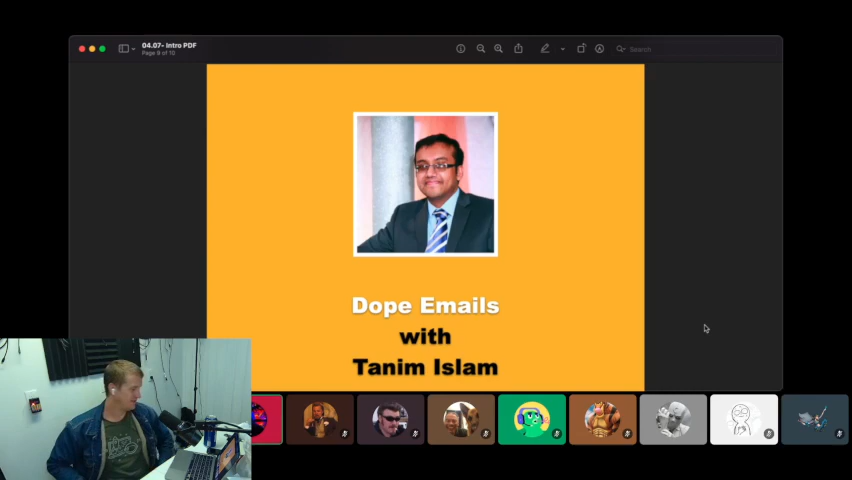 04.07- Intro PDF
Page 9 of 10
Search
Dope Emails
with
Tanim Islam